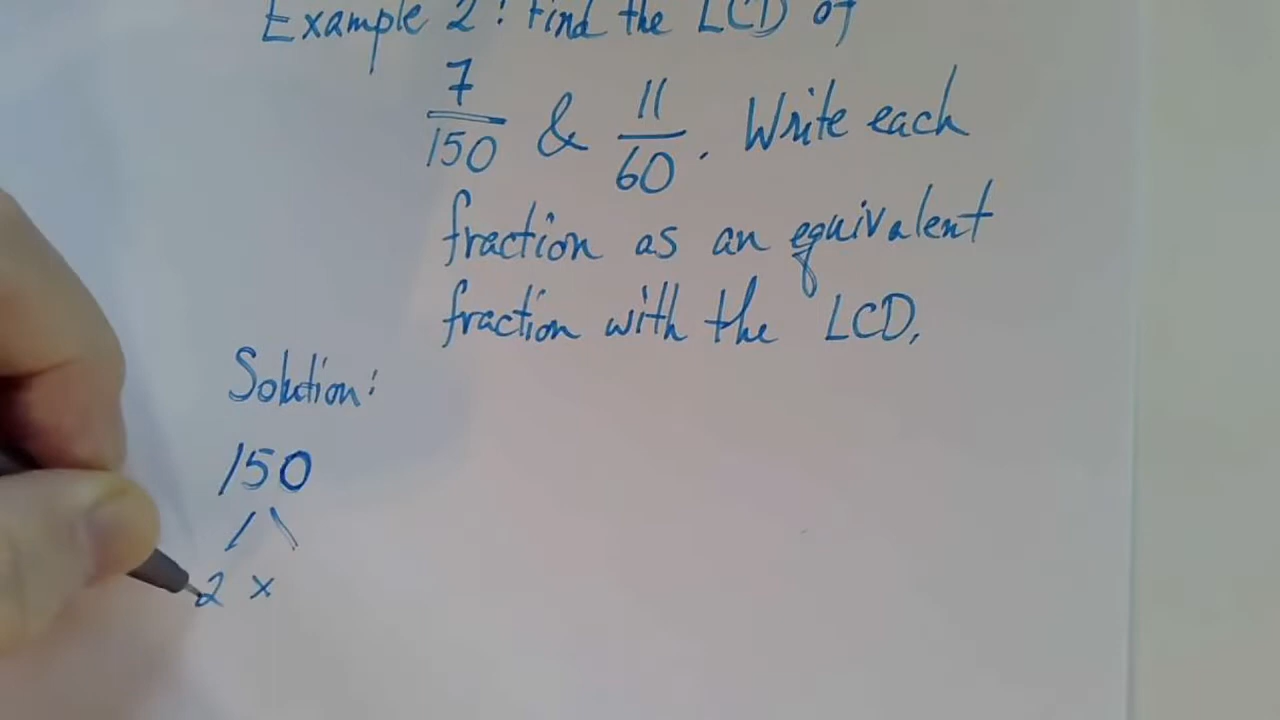 Example 2: Find the LCD of
7/150 & 11/60. Write each
fraction as an equivalent
fraction with the LCD.
Solution:
150
2 ×